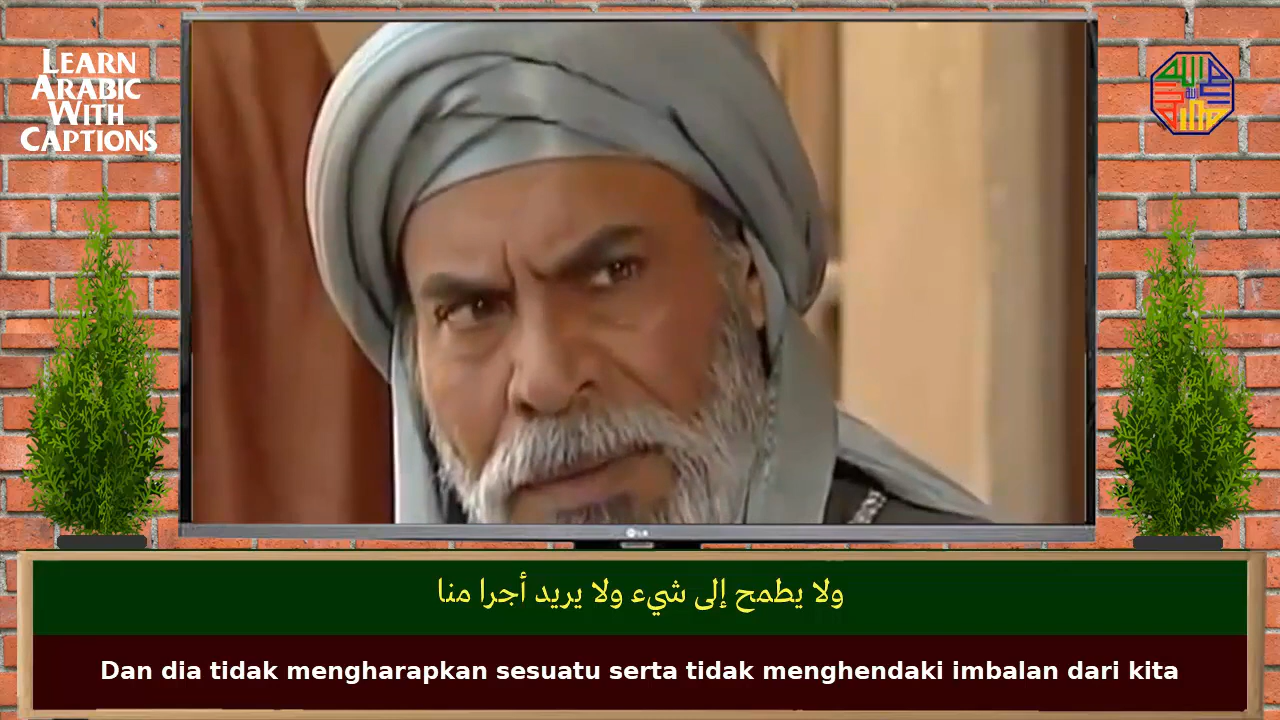 LEARN
ARABIC
WITH
CAPTIONS
LG
ولا يطمح إلى شيء ولا يريد أجرا منا
Dan dia tidak mengharapkan sesuatu serta tidak menghendaki imbalan dari kita